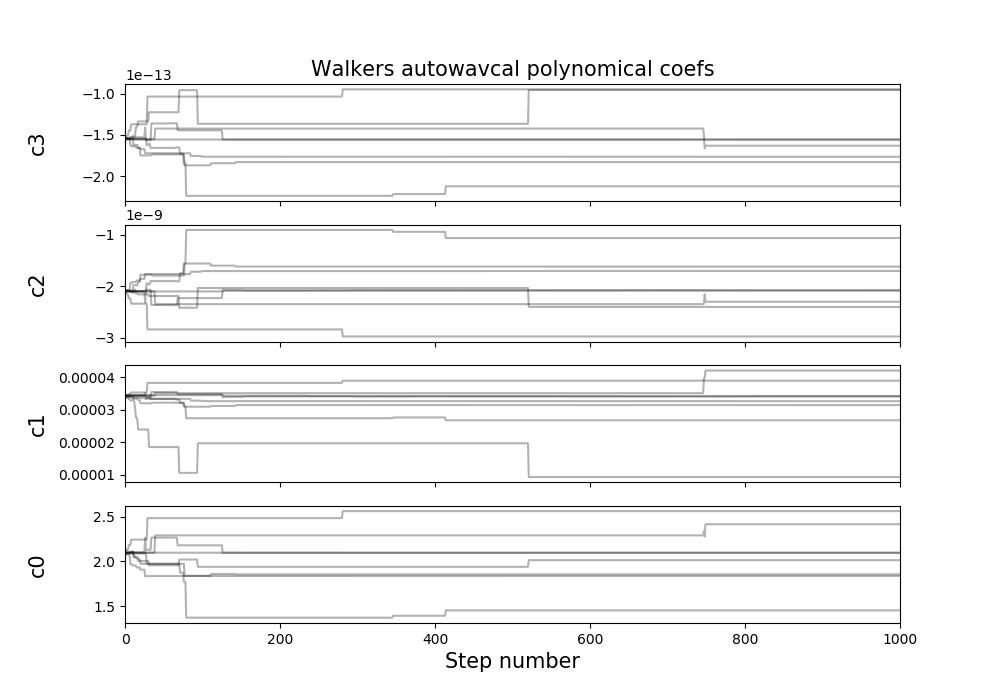 Walkers autowavcal polynomical coefs
1e−13
−1.0
−1.5
−2.0
c3
1e−9
−1
−2
−3
c2
0.00004
0.00003
0.00002
0.00001
c1
2.5
2.0
1.5
c0
0 200 400 600 800 1000
Step number